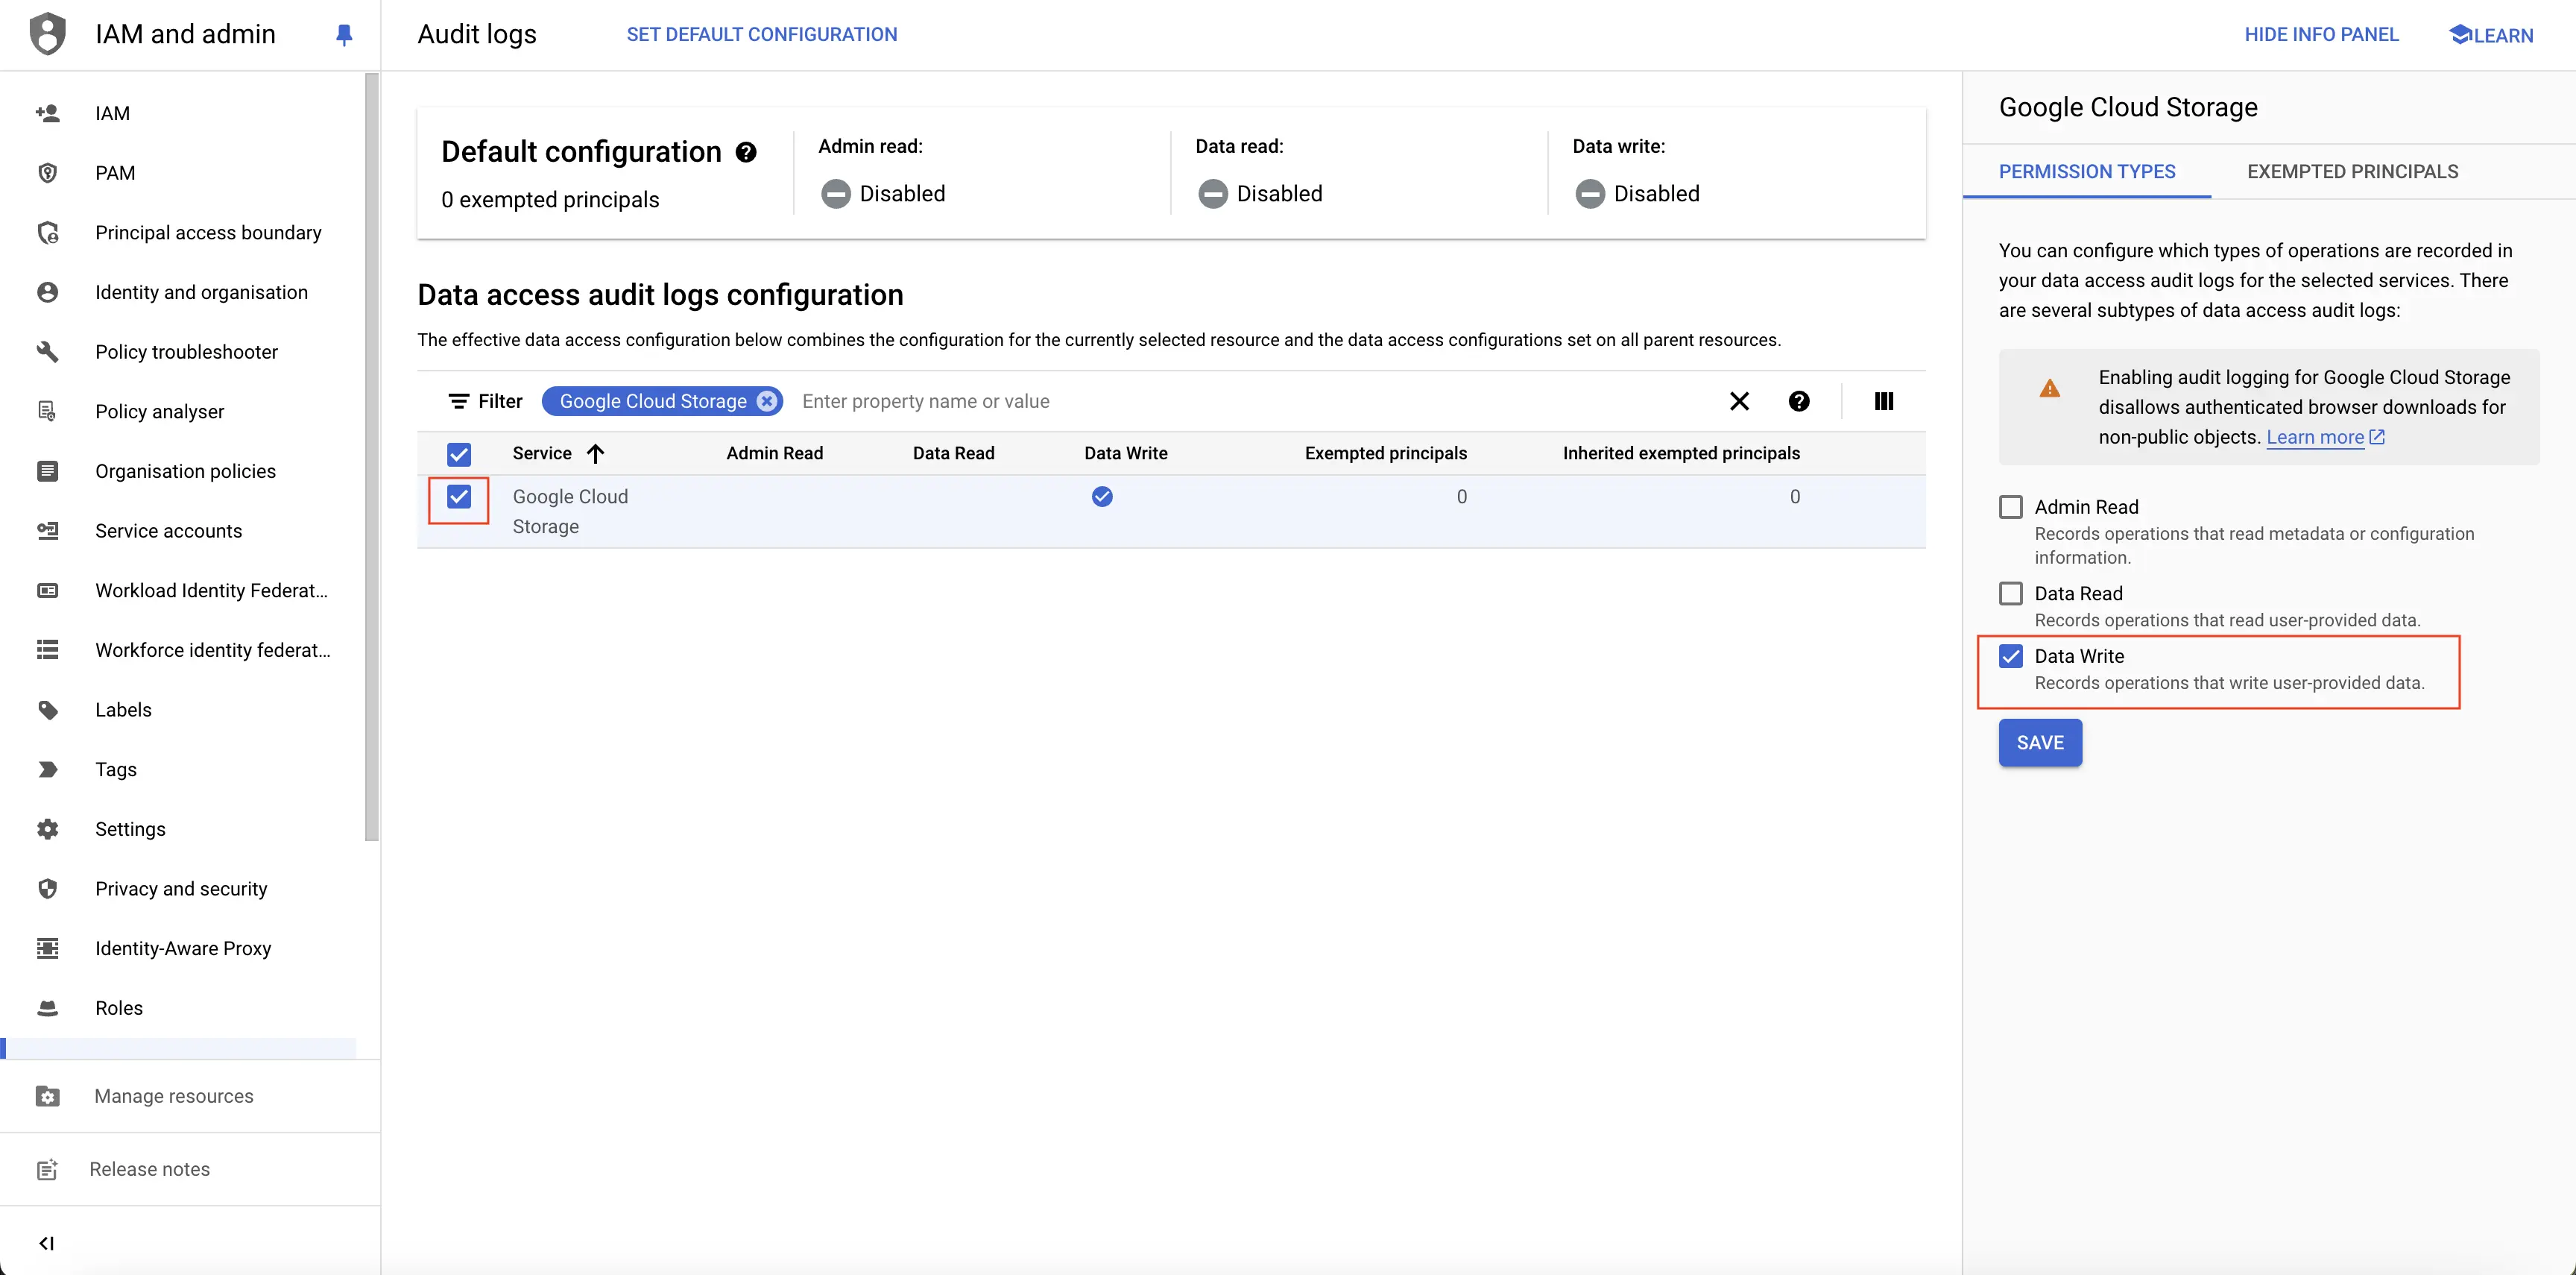 IAM and admin
Audit logs
SET DEFAULT CONFIGURATION
HIDE INFO PANEL
LEARN
IAM
PAM
Principal access boundary
Identity and organisation
Policy troubleshooter
Policy analyser
Organisation policies
Service accounts
Workload Identity Federat...
Workforce identity federat...
Labels
Tags
Settings
Privacy and security
Identity-Aware Proxy
Roles
Manage resources
Release notes
Default configuration
0 exempted principals
Admin read:
Disabled
Data read:
Disabled
Data write:
Disabled
Data access audit logs configuration
The effective data access configuration below combines the configuration for the currently selected resource and the data access configurations set on all parent resources.
Filter Google Cloud Storage Enter property name or value
Service Admin Read Data Read Data Write Exempted principals Inherited exempted principals
Google Cloud 0 0
Storage
Google Cloud Storage
PERMISSION TYPES EXEMPTED PRINCIPALS
You can configure which types of operations are recorded in
your data access audit logs for the selected services. There
are several subtypes of data access audit logs:
Enabling audit logging for Google Cloud Storage
disallows authenticated browser downloads for
non-public objects. Learn more
Admin Read
Records operations that read metadata or configuration
information.
Data Read
Records operations that read user-provided data.
Data Write
Records operations that write user-provided data.
SAVE